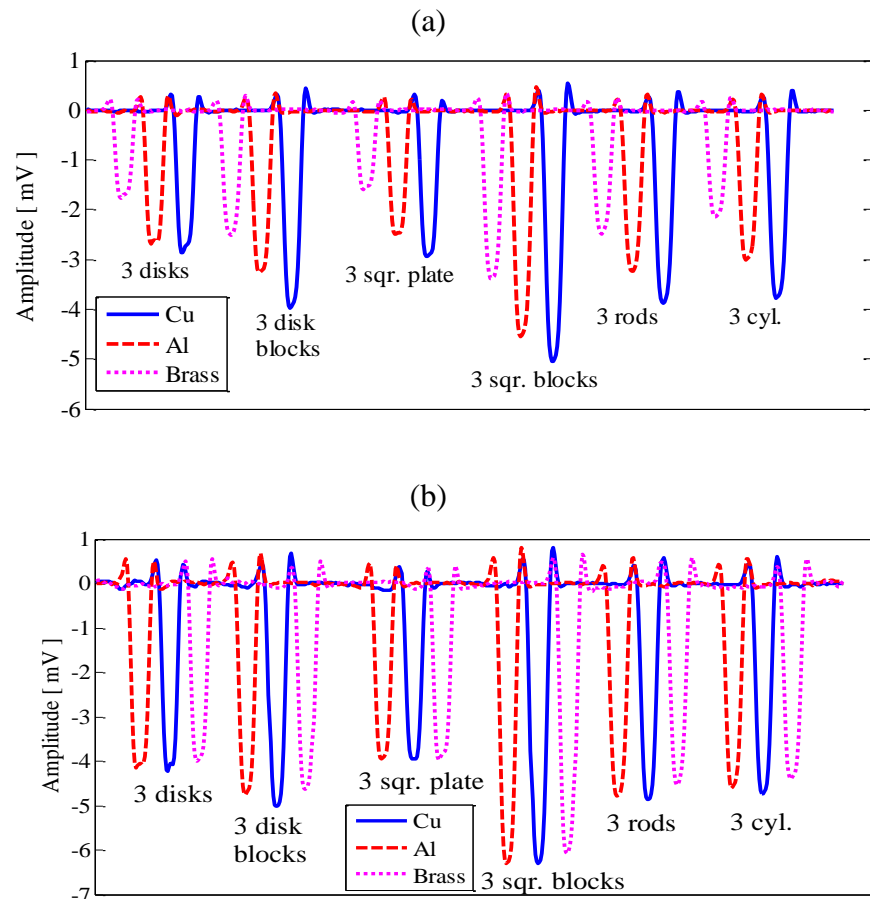 (a)
1
0
-1
-2
-3
-4
-5
-6
Amplitude [ mV ]
3 disks
3 disk
blocks
3 sqr. plate
3 sqr. blocks
3 rods
3 cyl.
Cu
Al
Brass
(b)
1
0
-1
-2
-3
-4
-5
-6
-7
Amplitude [ mV ]
3 disks
3 disk
blocks
3 sqr. plate
3 sqr. blocks
3 rods
3 cyl.
Cu
Al
Brass